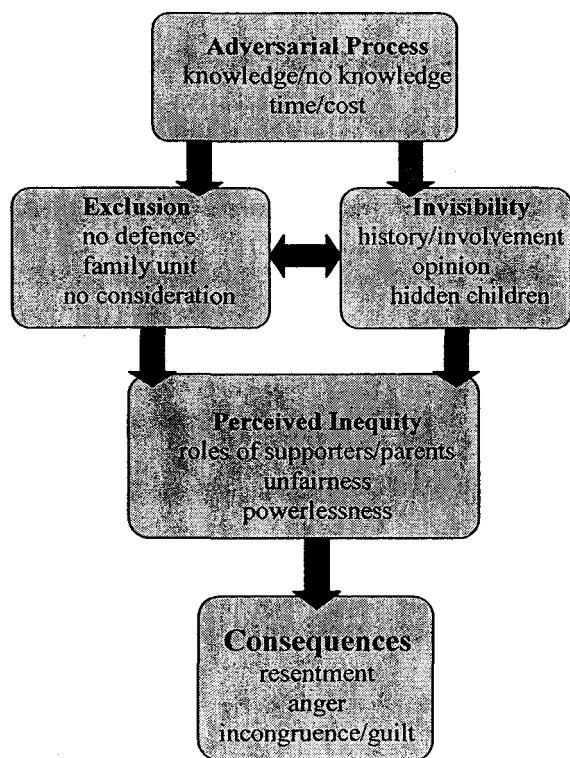 Adversarial Process
knowledge/no knowledge
time/cost
Exclusion
no defence
family unit
no consideration
Invisibility
history/involvement
opinion
hidden children
Perceived Inequity
roles of supporters/parents
unfairness
powerlessness
Consequences
resentment
anger
incongruence/guilt